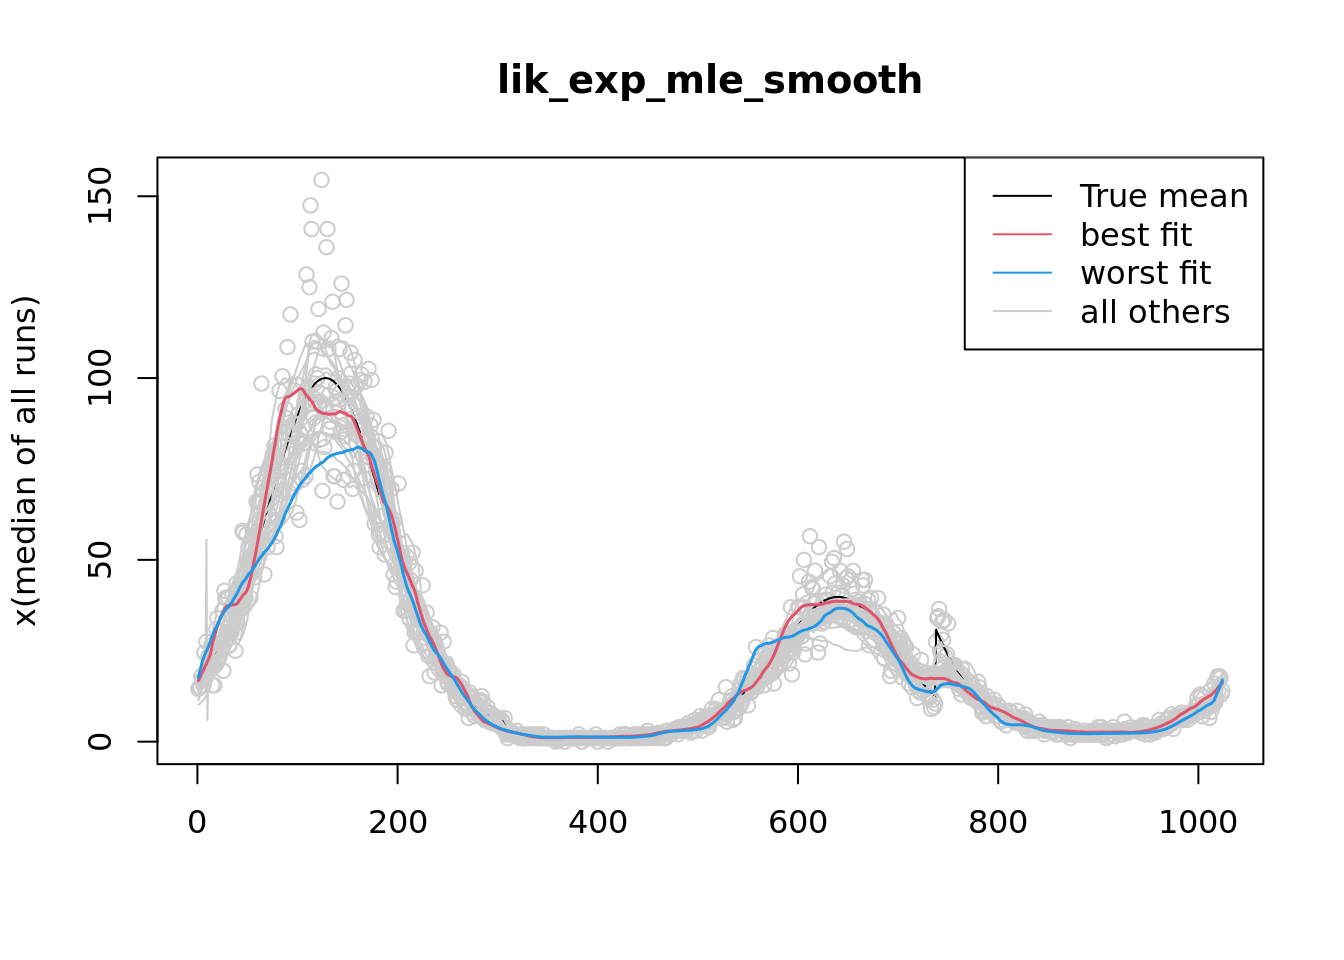 lik_exp_mle_smooth
True mean
best fit
worst fit
all others
x(median of all runs)
150
100
50
0
0 200 400 600 800 1000